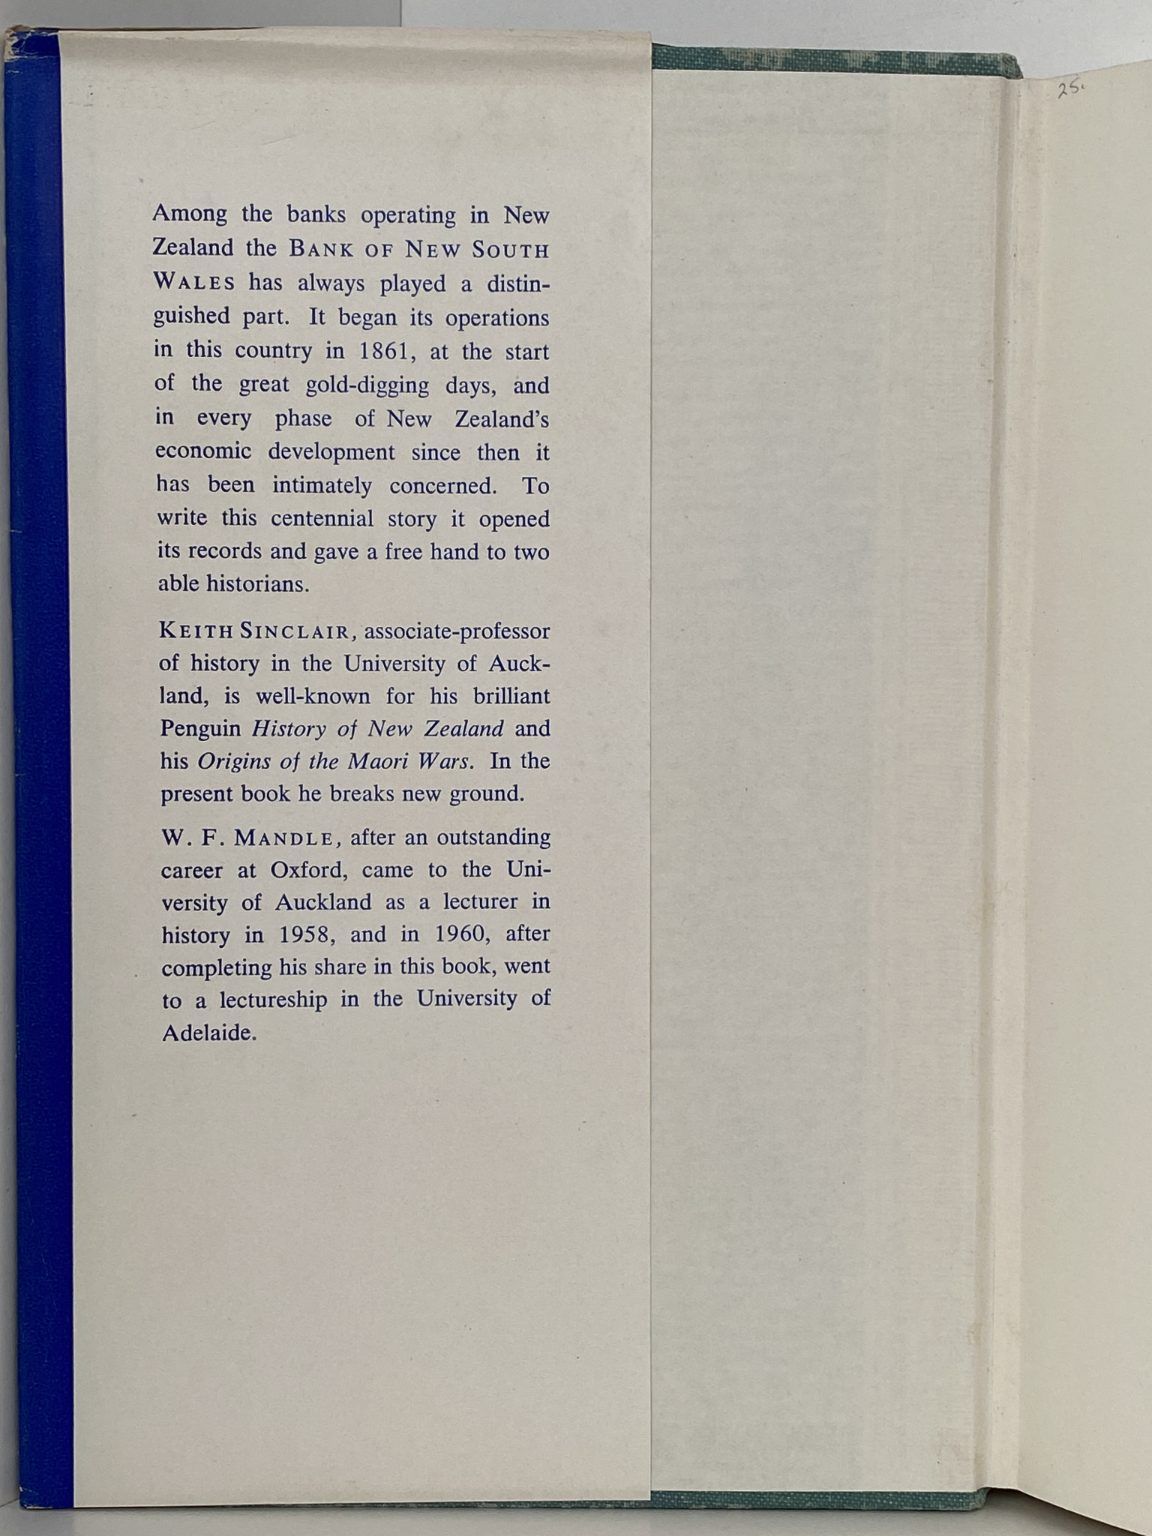 Among the banks operating in New
Zealand the BANK OF NEW SOUTH
WALES has always played a distin-
guished part. It began its operations
in this country in 1861, at the start
of the great gold-digging days, and
in every phase of New Zealand's
economic development since then it
has been intimately concerned. To
write this centennial story it opened
its records and gave a free hand to two
able historians.
KEITH SINCLAIR, associate-professor
of history in the University of Auck-
land, is well-known for his brilliant
Penguin History of New Zealand and
his Origins of the Maori Wars. In the
present book he breaks new ground.
W. F. MANDLE, after an outstanding
career at Oxford, came to the Uni-
versity of Auckland as a lecturer in
history in 1958, and in 1960, after
completing his share in this book, went
to a lectureship in the University of
Adelaide.
25.